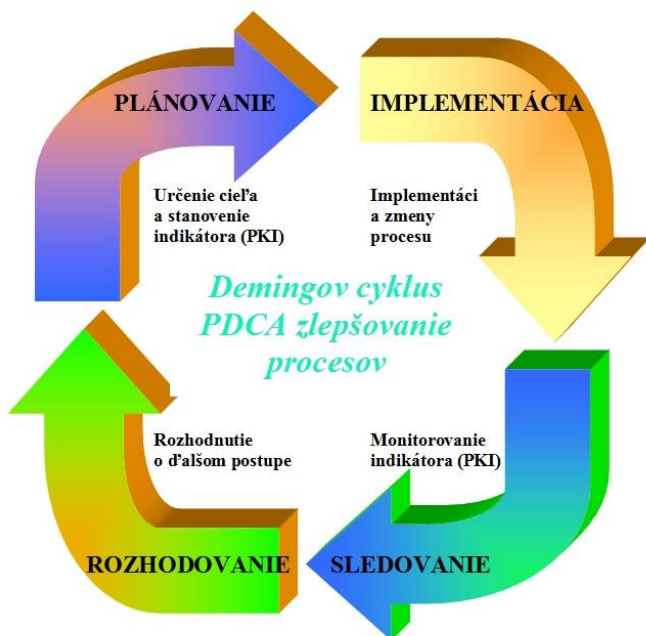 PLÁNOVANIE
Určenie cieľa
a stanovenie
indikátora (PKI)
IMPLEMENTÁCIA
Implementáci
a zmeny
procesu
Demingov cyklus
PDCA zlepšovanie
procesov
Rozhodnutie
o ďalšom postupe
Monitorovanie
indikátora (PKI)
ROZHODOVANIE
SLEDOVANIE